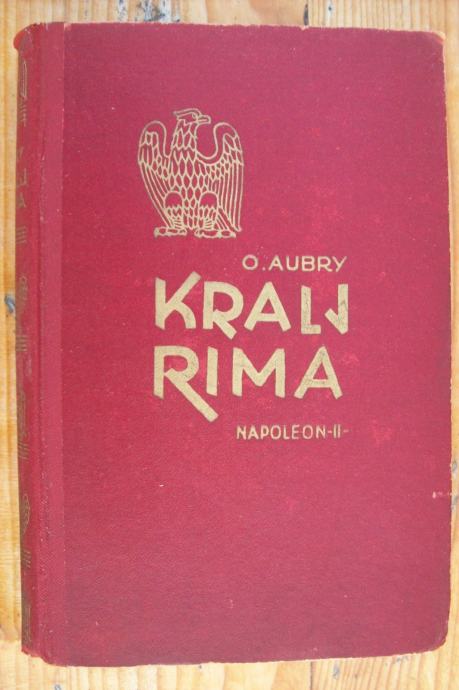 O. AUBRY
KRALJ
RIMA
NAPOLEON-II-